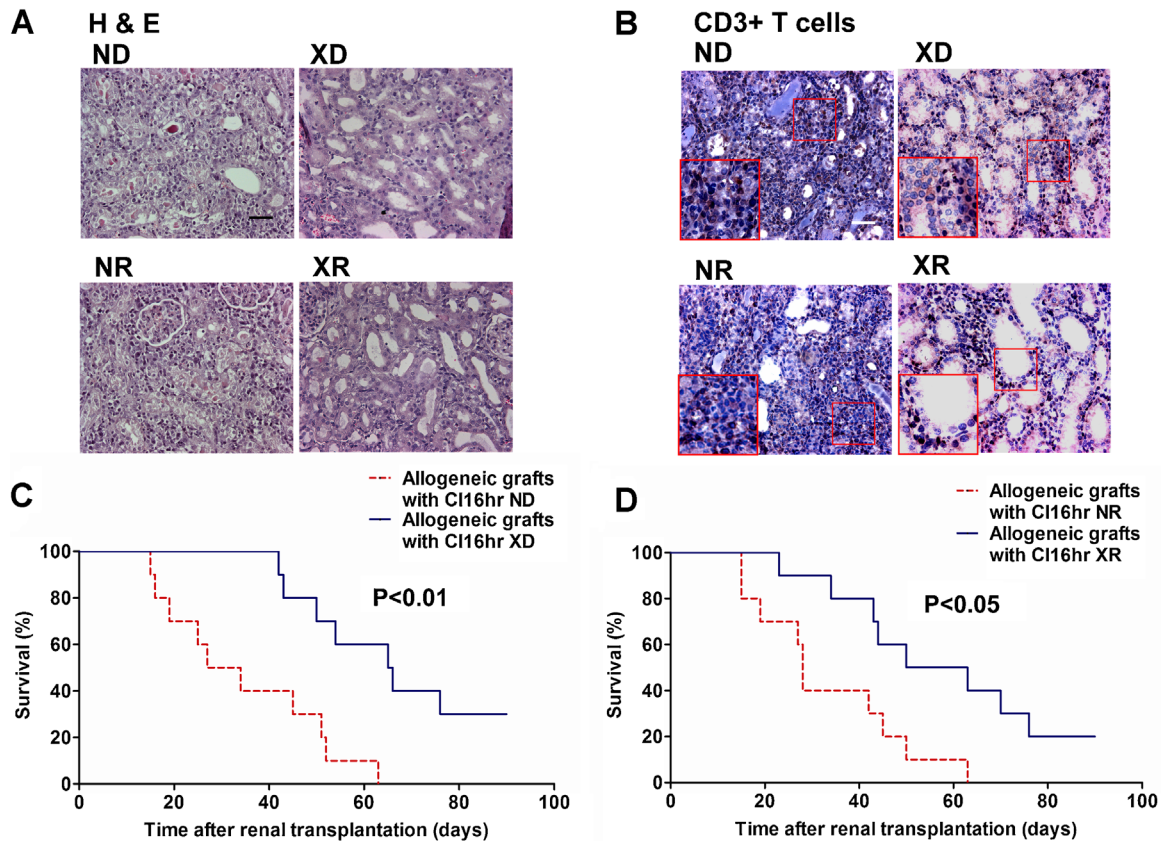 A
H & E
ND
XD
NR
XR
B
CD3+ T cells
ND
XD
NR
XR
C
Allogeneic grafts
with CI16hr ND
Allogeneic grafts
with CI16hr XD
P<0.01
Survival (%)
100
80
60
40
20
0
0 20 40 60 80 100
Time after renal transplantation (days)
D
Allogeneic grafts
with CI16hr NR
Allogeneic grafts
with CI16hr XR
P<0.05
Survival (%)
100
80
60
40
20
0
0 20 40 60 80 100
Time after renal transplantation (days)